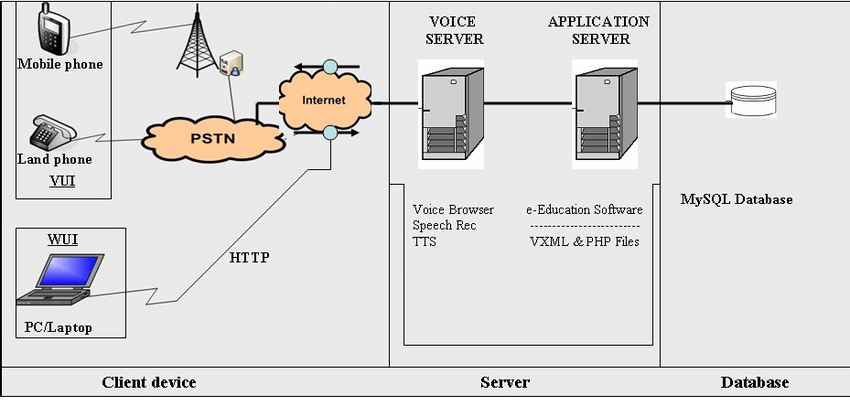 Mobile phone
Land phone
VUI
WUI
PC/Laptop
PSTN
Internet
HTTP
VOICE
SERVER
APPLICATION
SERVER
Voice Browser
Speech Rec
TTS
e-Education Software
---------------------
VXML & PHP Files
MySQL Database
Client device
Server
Database